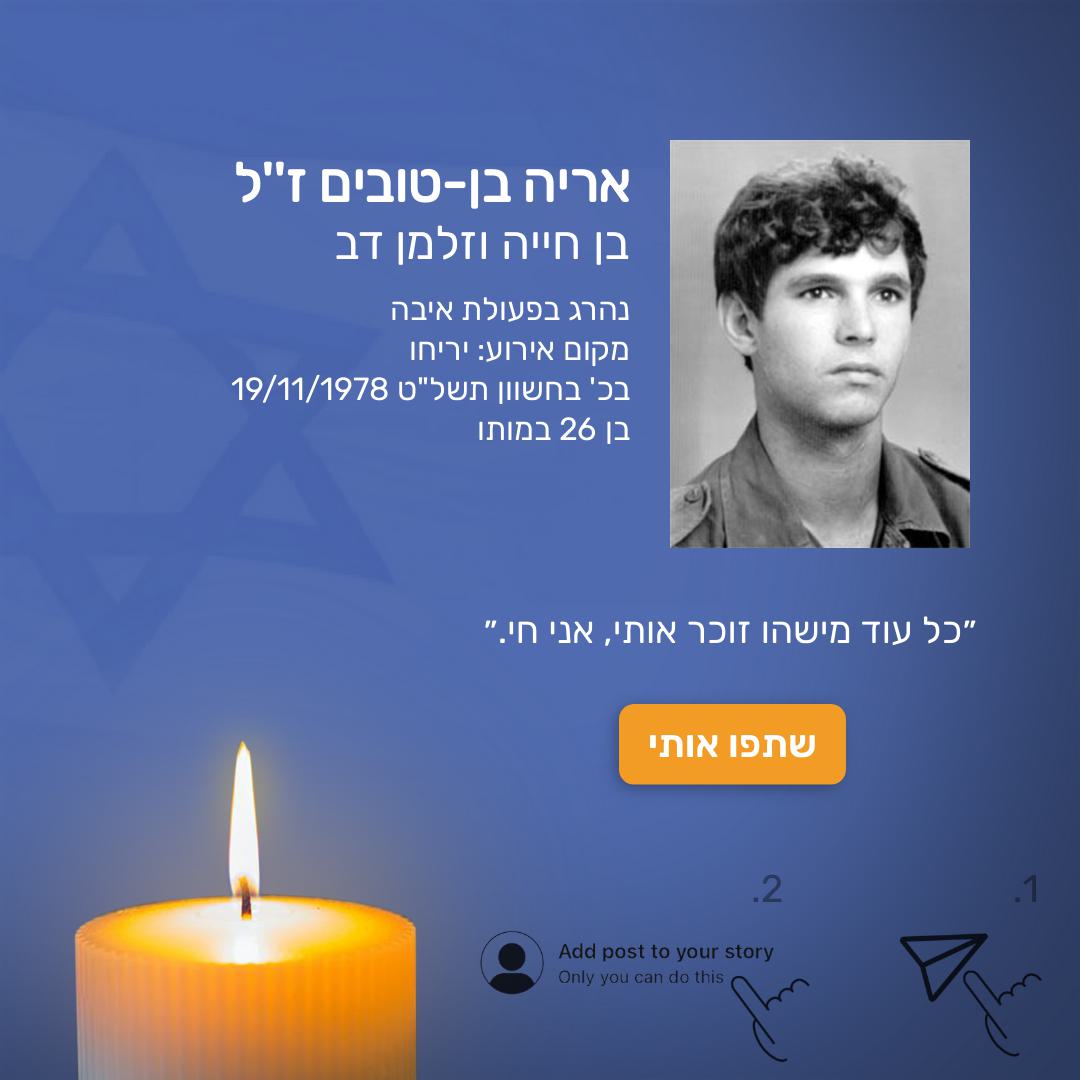 אריה בן-טובים ז"ל
בן חייה וזלמן דב
נהרג בפעולת איבה
מקום אירוע: יריחו
בכ' בחשוון תשל"ט 19/11/1978
בן 26 במותו
״כל עוד מישהו זוכר אותי, אני חי.״
שתפו אותי
1.
2.
Add post to your story
Only you can do this